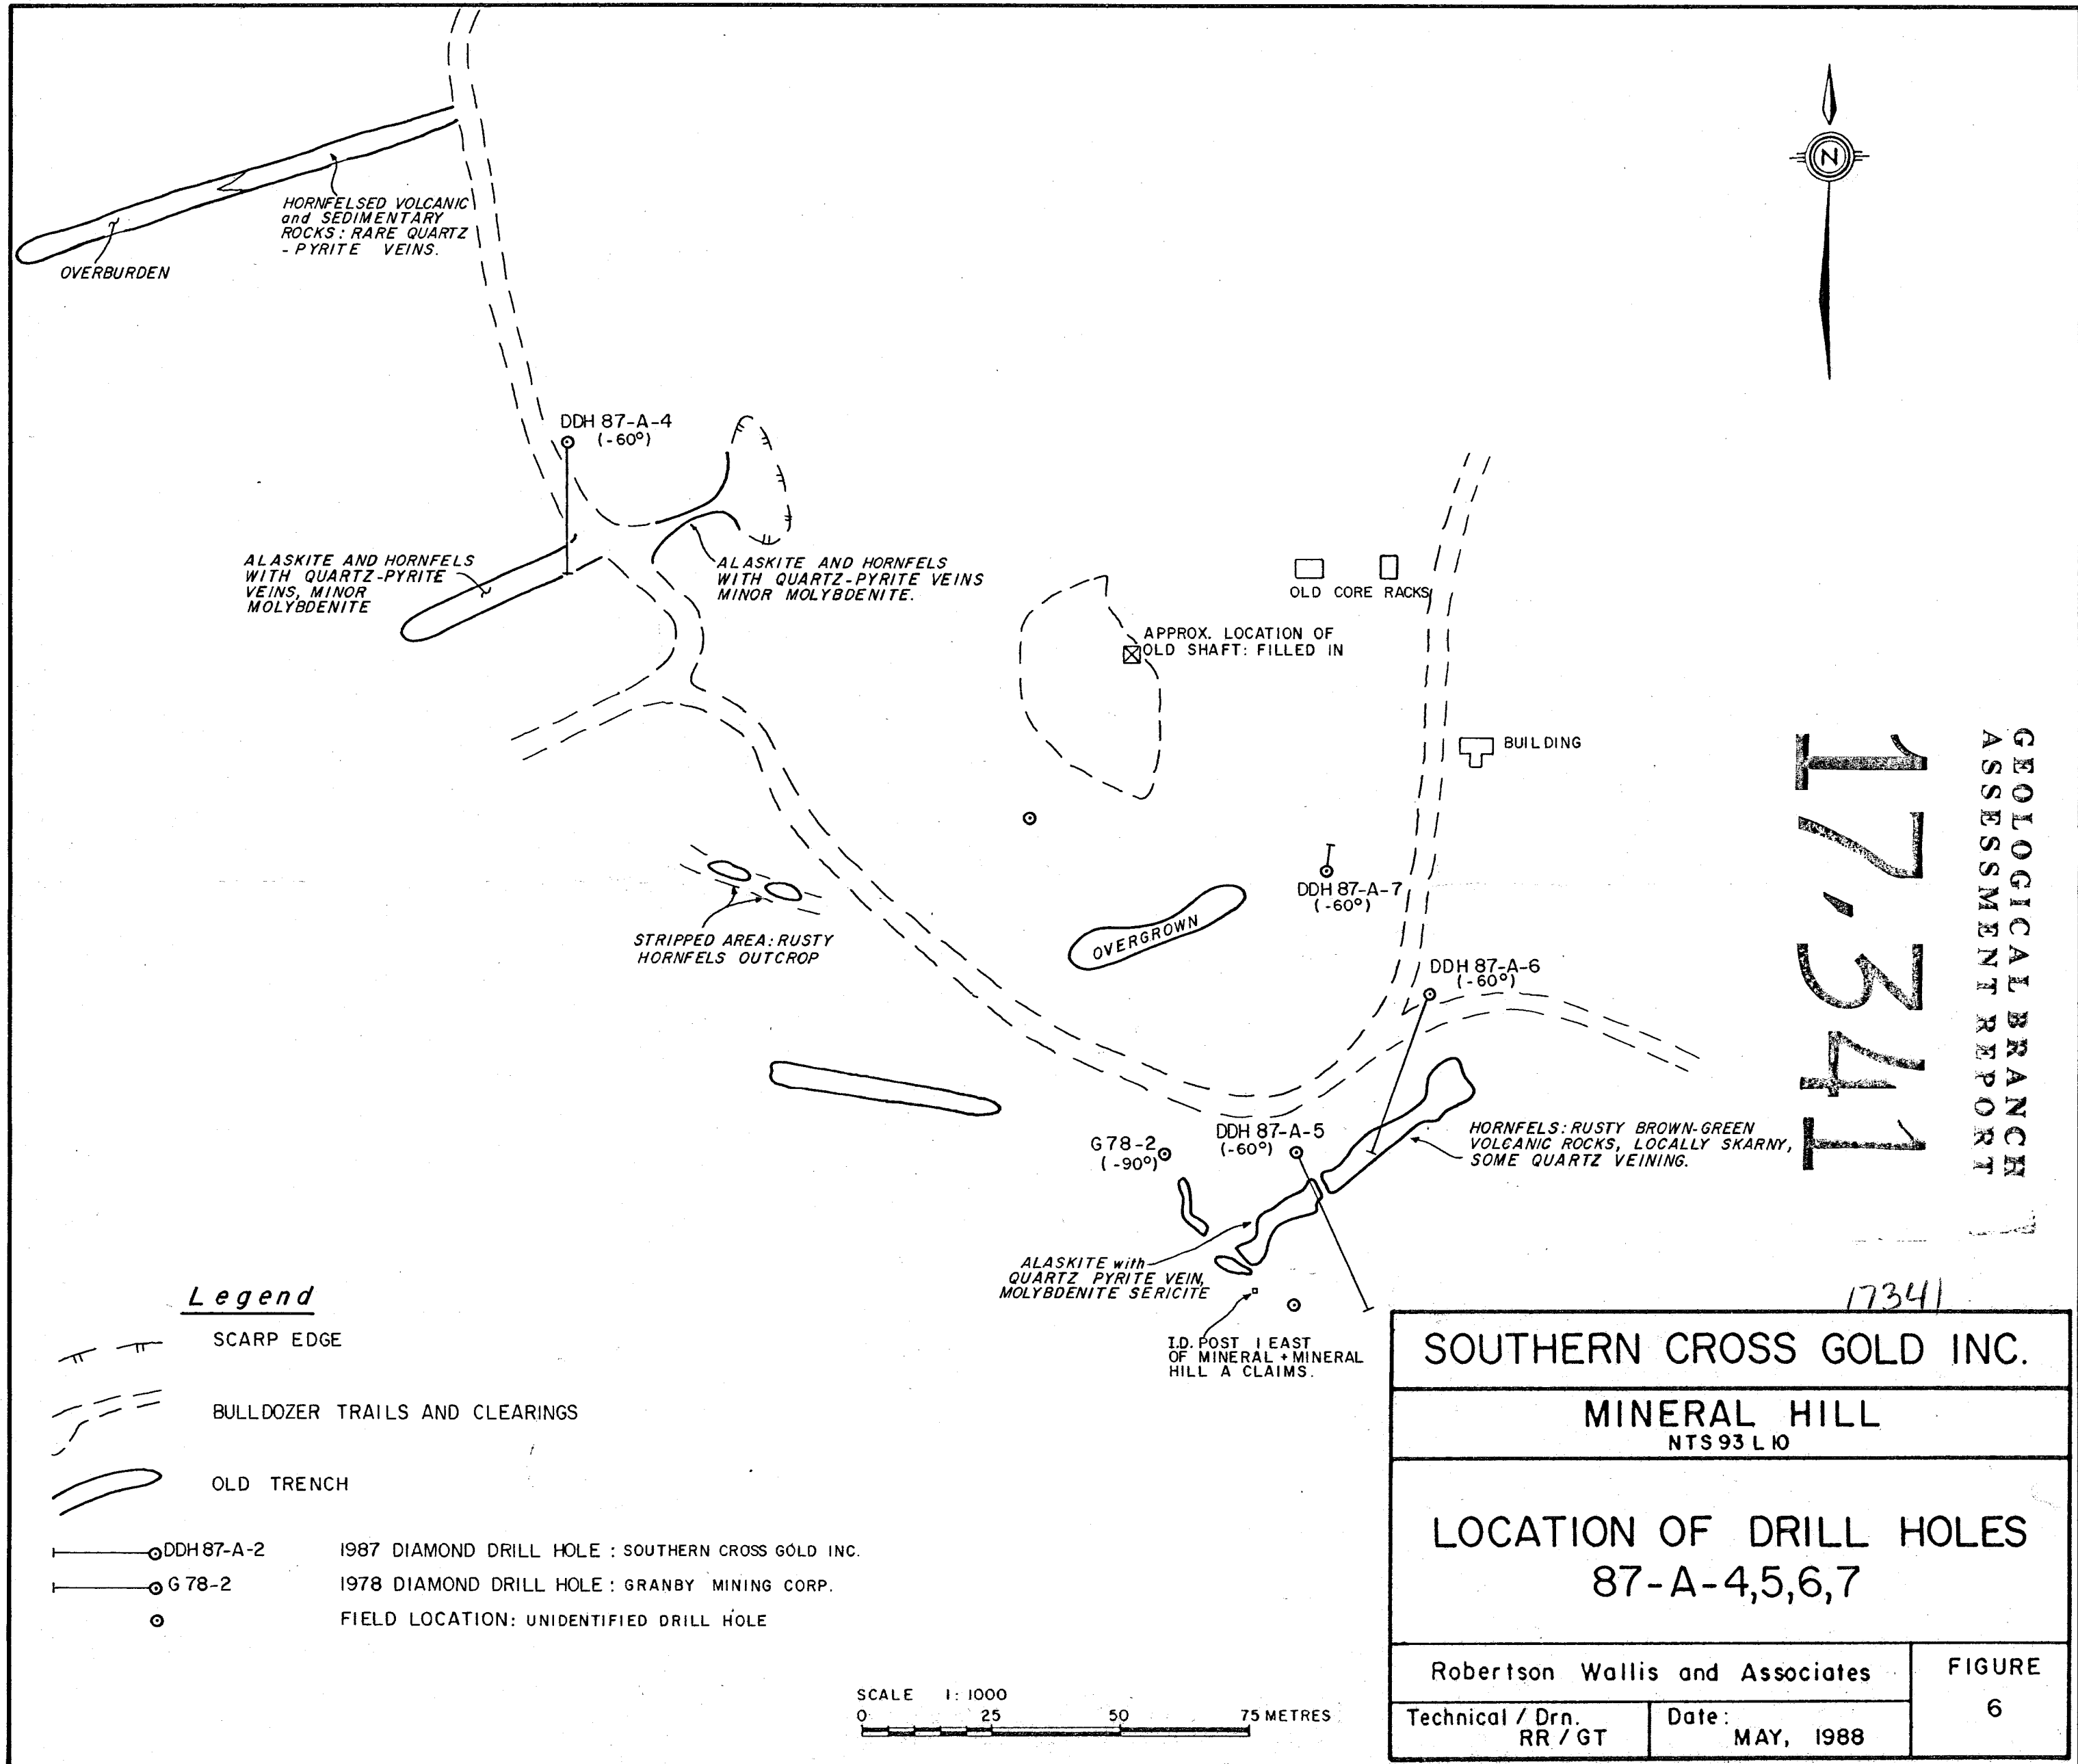 N
HORNFELSED VOLCANIC
and SEDIMENTARY
ROCKS: RARE QUARTZ
-PYRITE VEINS.
OVERBURDEN
DDH 87-A-4
(-60°)
ALASKITE AND HORNFELS
WITH QUARTZ-PYRITE
VEINS, MINOR
MOLYBDENITE
ALASKITE AND HORNFELS
WITH QUARTZ-PYRITE VEINS
MINOR MOLYBDENITE.
OLD CORE RACKS
APPROX. LOCATION OF
OLD SHAFT: FILLED IN
BUILDING
DDH 87-A-7
(-60°)
OVERGROWN
STRIPPED AREA: RUSTY
HORNFELS OUTCROP
DDH 87-A-6
(-60°)
G78-2
(-90°)
DDH 87-A-5
(-60°)
HORNFELS: RUSTY BROWN-GREEN
VOLCANIC ROCKS, LOCALLY SKARNY,
SOME QUARTZ VEINING.
ALASKITE with
QUARTZ PYRITE VEIN,
MOLYBDENITE SERICITE
I.D. POST 1 EAST
OF MINERAL + MINERAL
HILL A CLAIMS.
GEOLOGICAL BRANCH
ASSESSMENT REPORT
17,341
17341
Legend
SCARP EDGE
BULLDOZER TRAILS AND CLEARINGS
OLD TRENCH
DDH 87-A-2 1987 DIAMOND DRILL HOLE : SOUTHERN CROSS GOLD INC.
G 78-2 1978 DIAMOND DRILL HOLE : GRANBY MINING CORP.
FIELD LOCATION: UNIDENTIFIED DRILL HOLE
SCALE 1: 1000
0 25 50 75 METRES
SOUTHERN CROSS GOLD INC.
MINERAL HILL
NTS 93 L 10
LOCATION OF DRILL HOLES
87-A-4,5,6,7
Robertson Wallis and Associates
FIGURE
6
Technical / Drn.
RR / GT
Date:
MAY, 1988